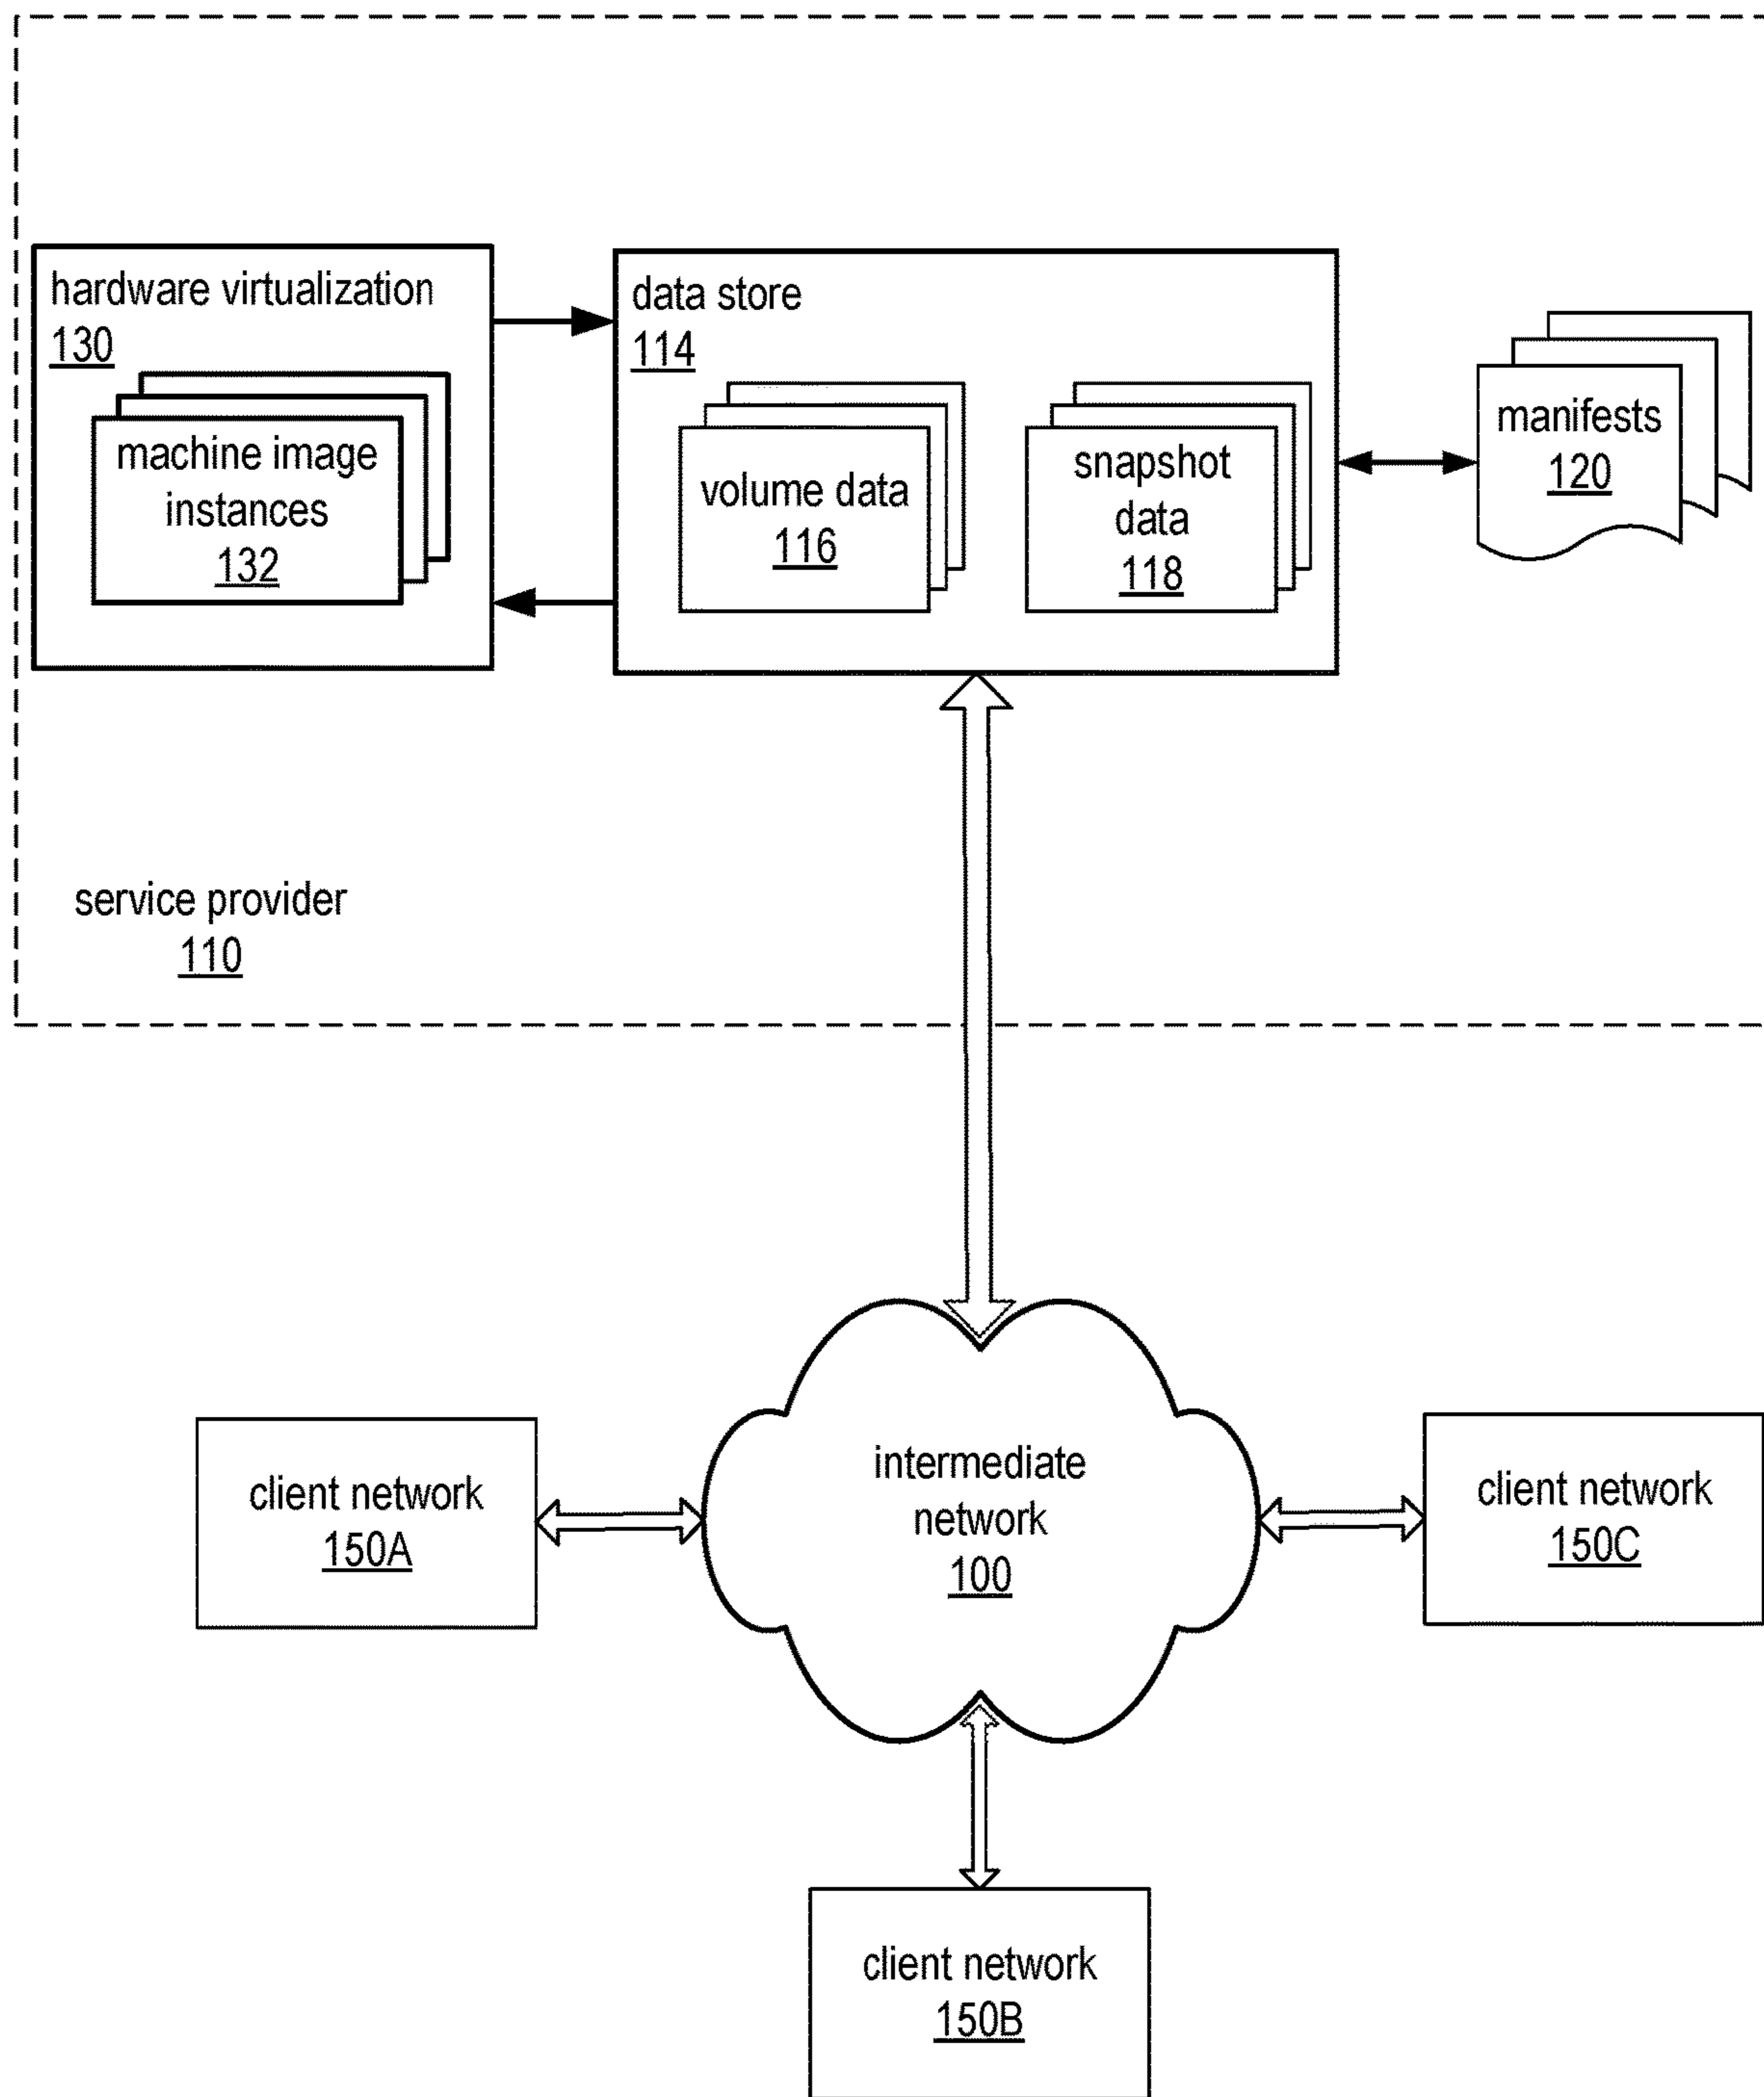 hardware virtualization
130
machine image
instances
132
data store
114
volume data
116
snapshot
data
118
manifests
120
service provider
110
intermediate
network
100
client network
150A
client network
150C
client network
150B